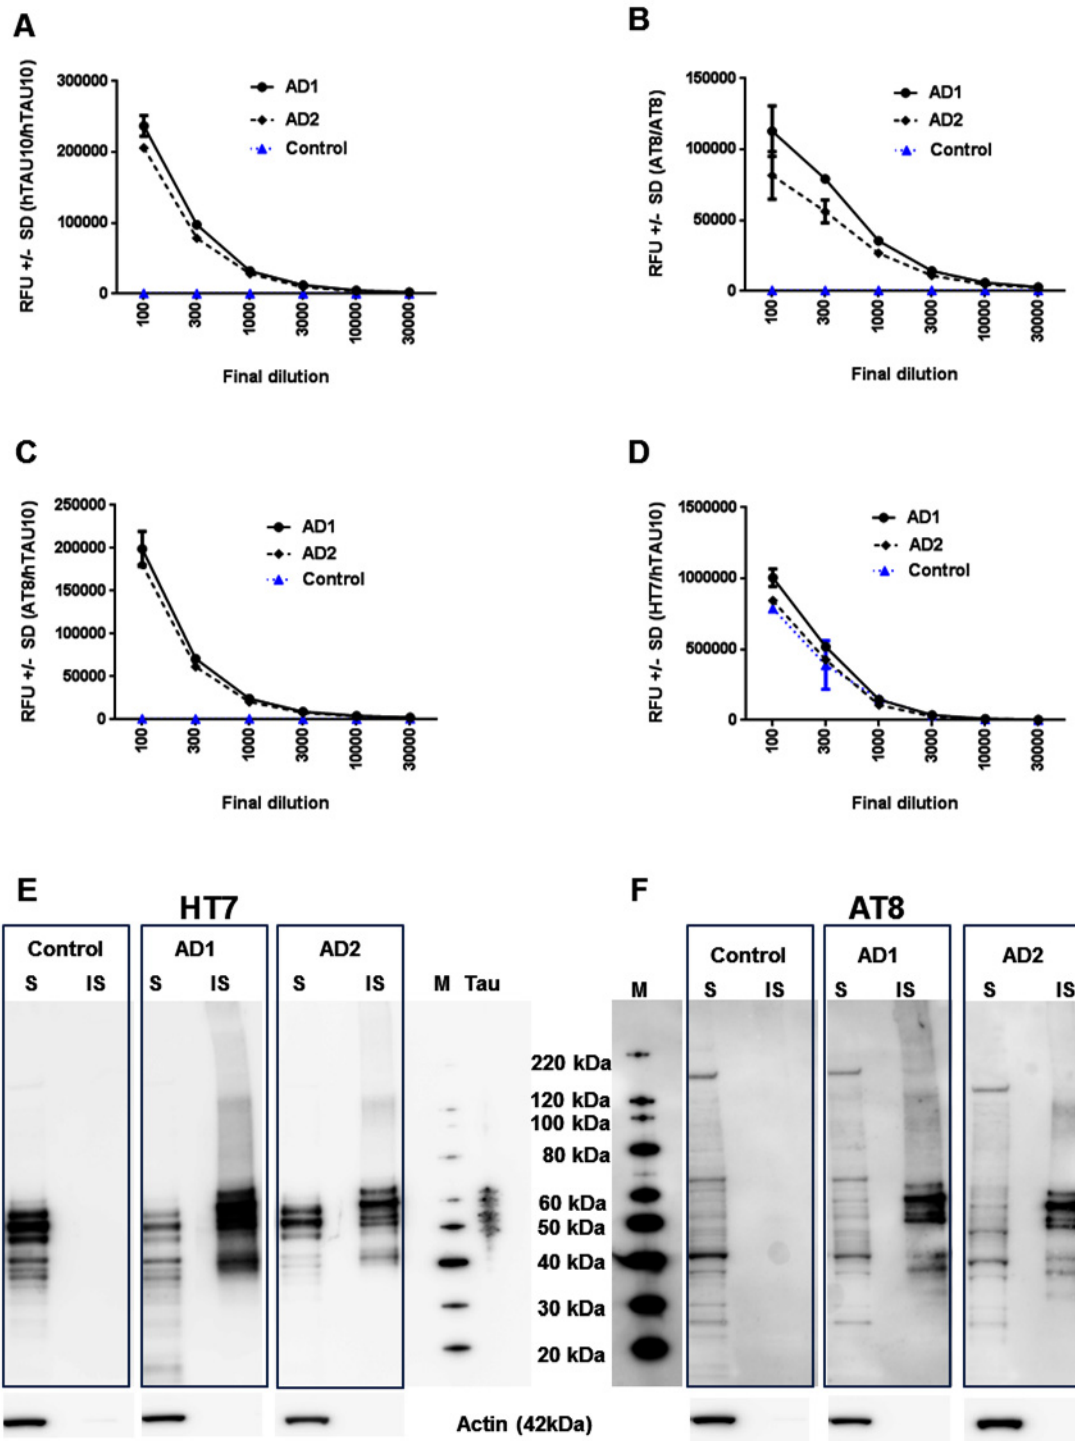 A
RFU +/- SD (hTAU10/hTAU10)
300000
200000
100000
0
AD1
AD2
Control
100
300
1000
3000
10000
30000
Final dilution
B
RFU +/- SD (AT8/AT8)
150000
100000
50000
0
AD1
AD2
Control
100
300
1000
3000
10000
30000
Final dilution
C
RFU +/- SD (AT8/hTAU10)
250000
200000
150000
100000
50000
0
AD1
AD2
Control
100
300
1000
3000
10000
30000
Final dilution
D
RFU +/- SD (HT7/hTAU10)
1500000
1000000
500000
0
AD1
AD2
Control
100
300
1000
3000
10000
30000
Final dilution
E
HT7
Control
AD1
AD2
S IS S IS S IS M Tau
220 kDa
120 kDa
100 kDa
80 kDa
60 kDa
50 kDa
40 kDa
30 kDa
20 kDa
Actin (42kDa)
F
AT8
Control
AD1
AD2
M S IS S IS S IS